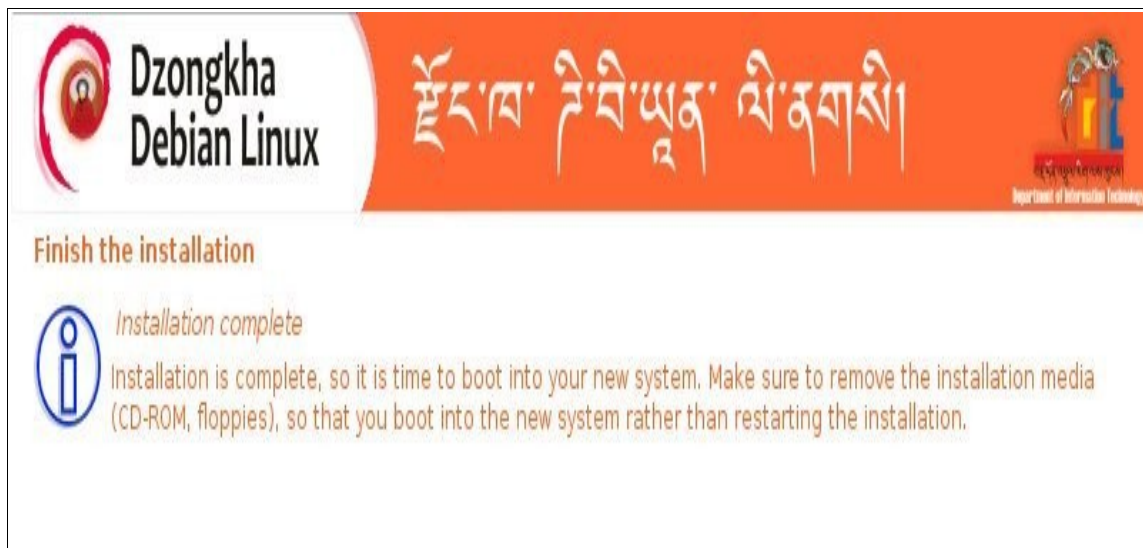 Dzongkha
Debian Linux
རྫོང་ཁ་ ཌེ་བི་ཡཱན་ ལི་ནགསི།
Department of Information Technology
Finish the installation
Installation complete
Installation is complete, so it is time to boot into your new system. Make sure to remove the installation media
(CD-ROM, floppies), so that you boot into the new system rather than restarting the installation.